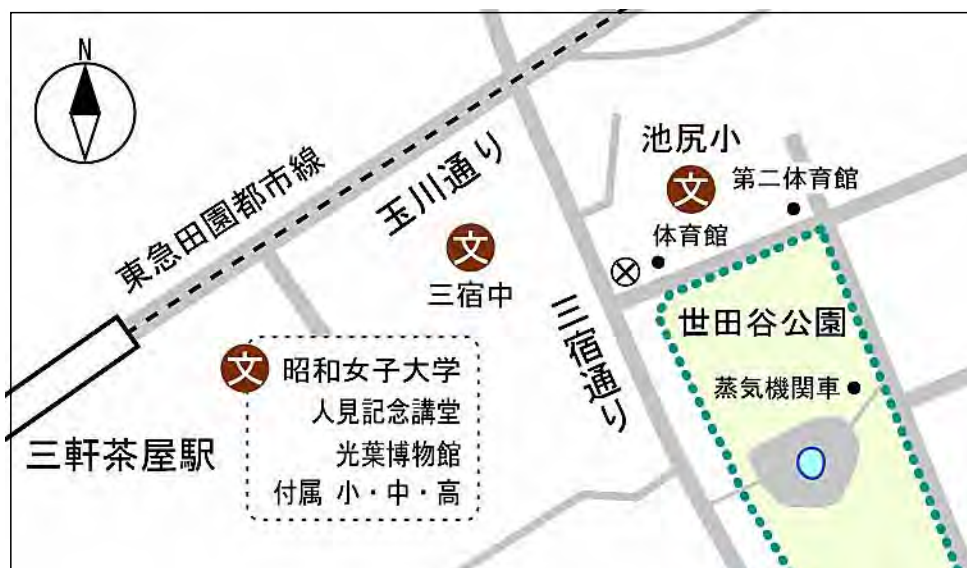 N
東急田園都市線
玉川通り
池尻小
文
第二体育館
体育館
文
三宿中
三宿通り
世田谷公園
蒸気機関車
文
昭和女子大学
人見記念講堂
光葉博物館
付属 小・中・高
三軒茶屋駅